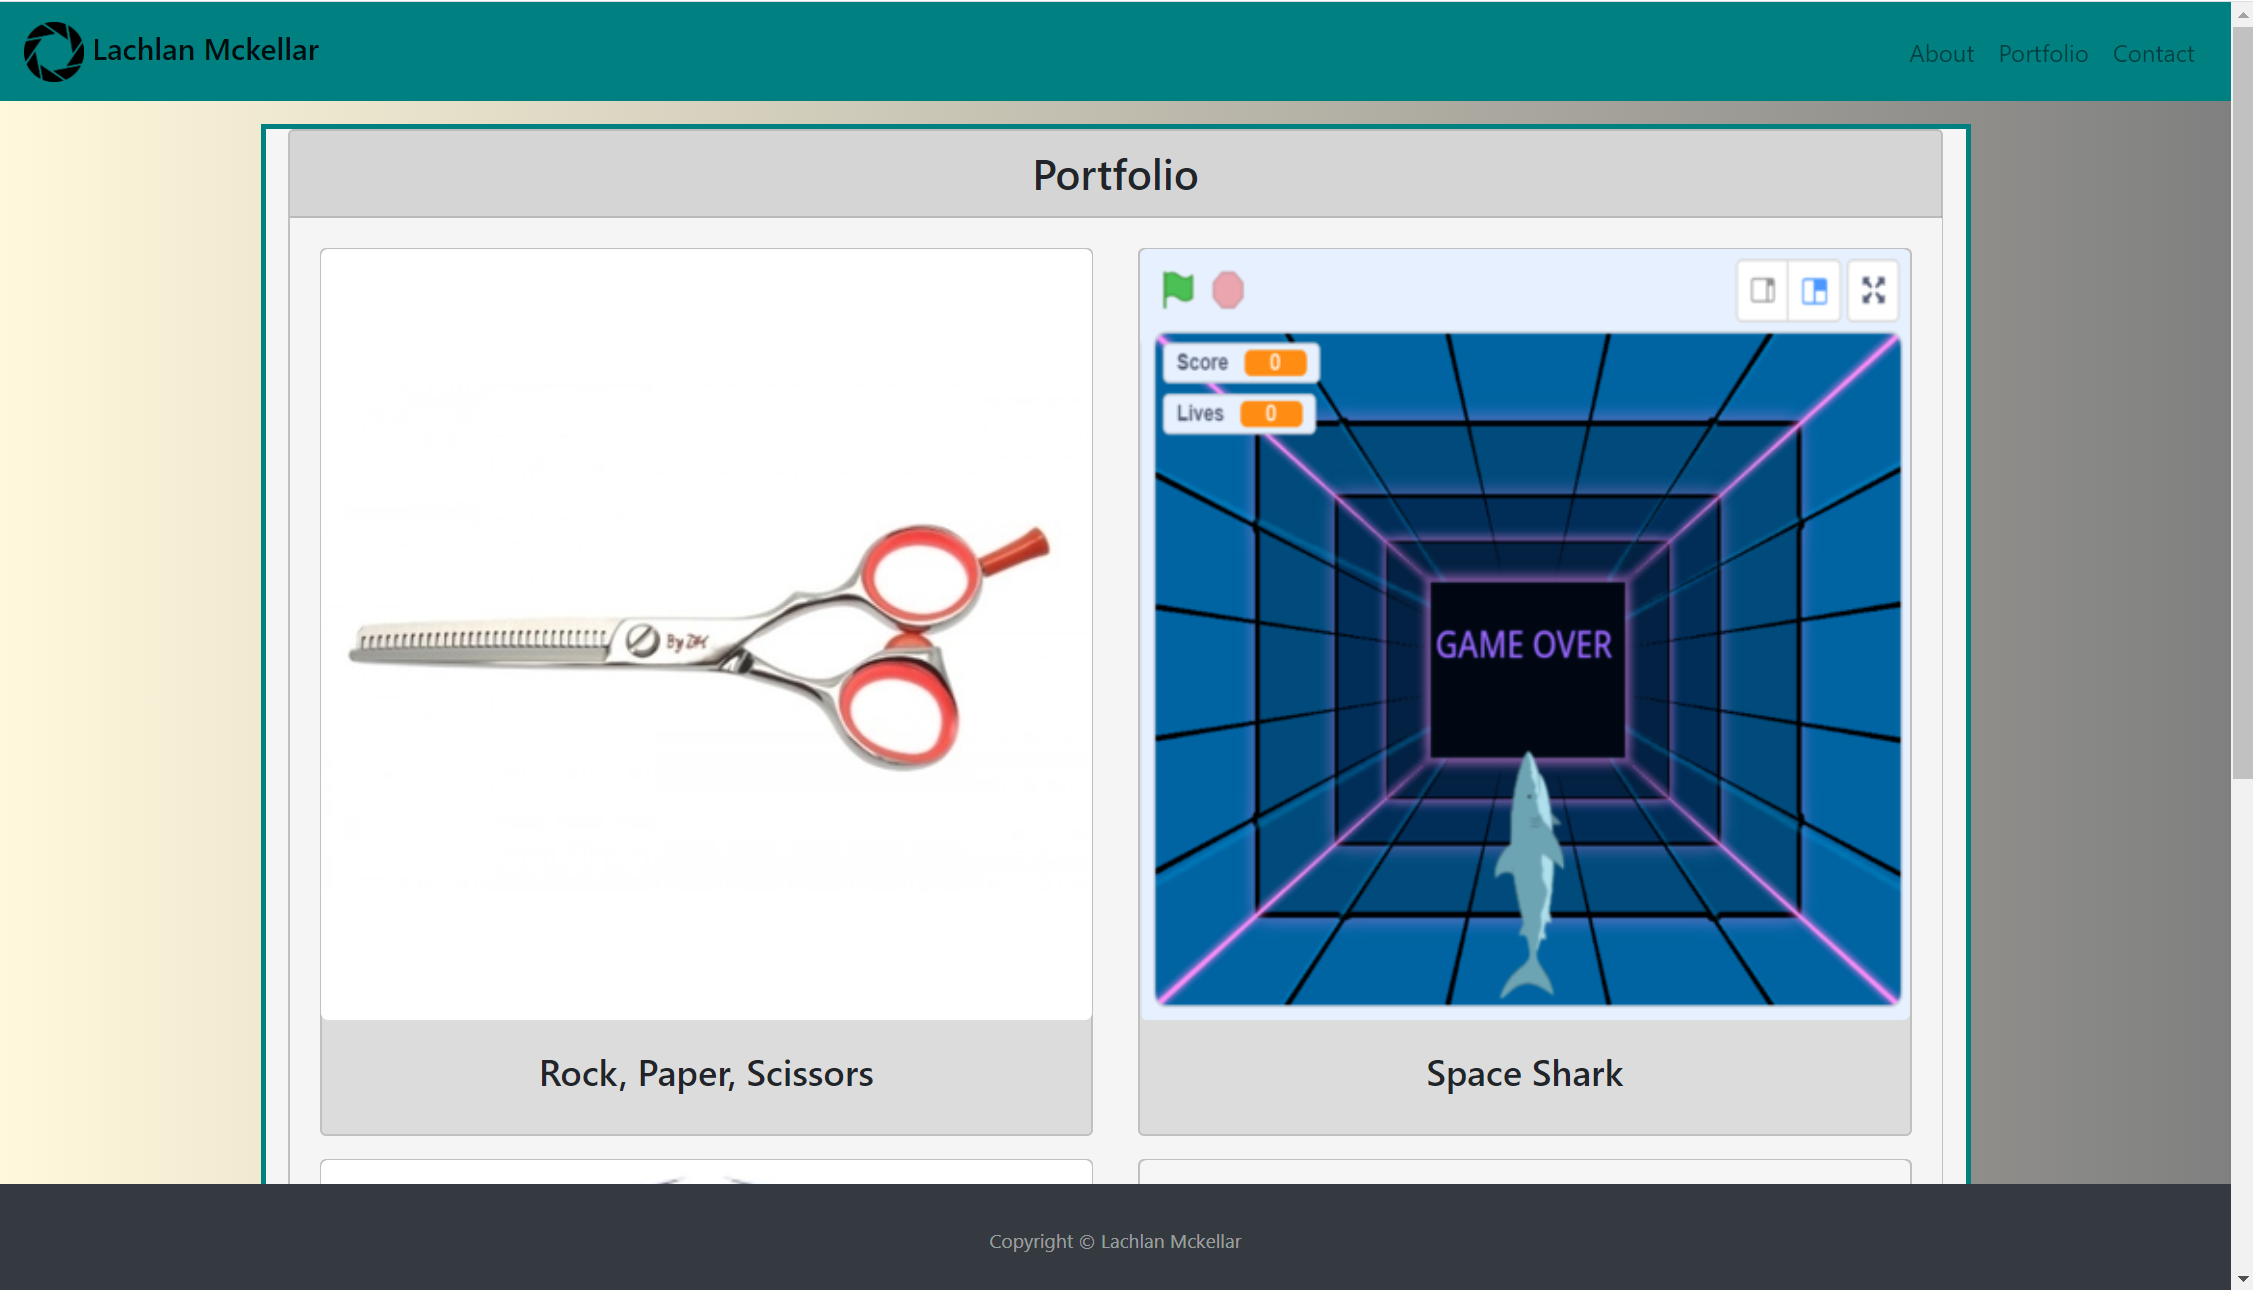 Lachlan Mckellar
About Portfolio Contact
Portfolio
Score 0
Lives 0
By ZM
GAME OVER
Rock, Paper, Scissors
Space Shark
Copyright © Lachlan Mckellar